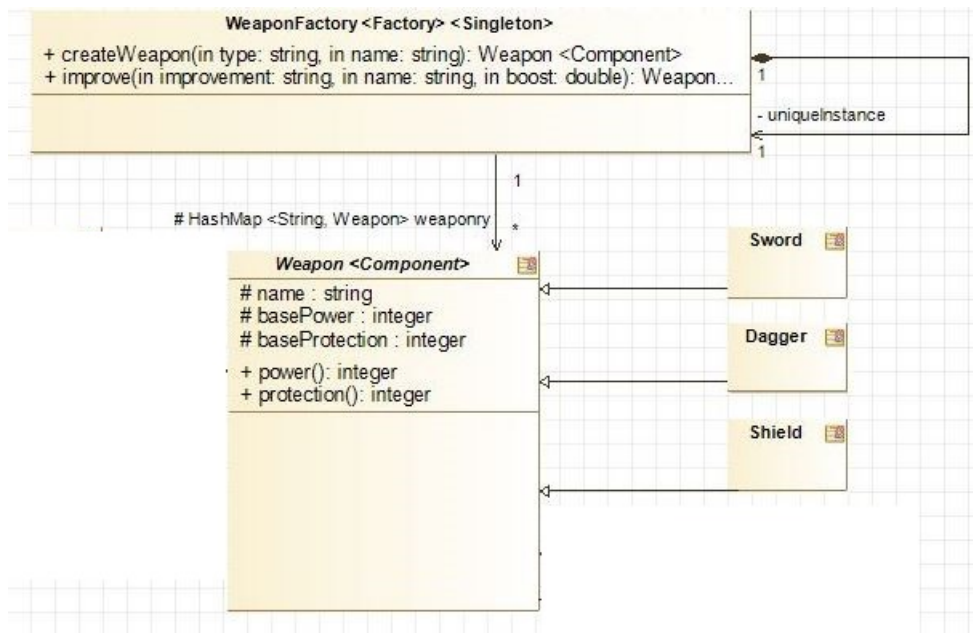 WeaponFactory <Factory> <Singleton>
+ createWeapon(in type: string, in name: string): Weapon <Component>
+ improve(in improvement: string, in name: string, in boost: double): Weapon...
1
- uniqueInstance
1
1
# HashMap <String, Weapon> weaponry
*
Weapon <Component>
# name : string
# basePower : integer
# baseProtection : integer
+ power(): integer
+ protection(): integer
Sword
Dagger
Shield